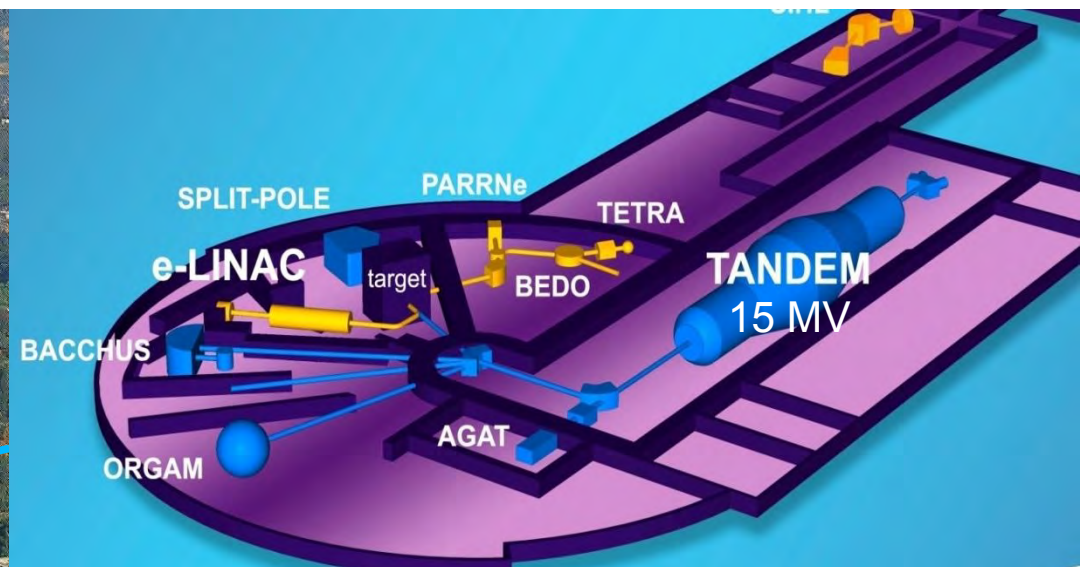 PARRNe
SPLIT-POLE
TETRA
e-LINAC
target
BEDO
TANDEM
15 MV
BACCHUS
AGAT
ORGAM